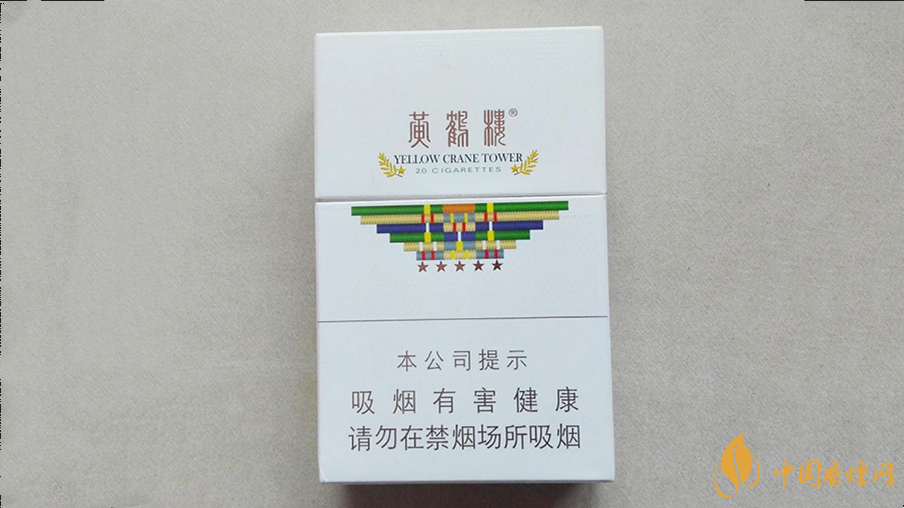 黄鹤楼®
YELLOW CRANE TOWER
20 CIGARETTES
本公司提示
吸烟有害健康
请勿在禁烟场所吸烟
中国香烟网